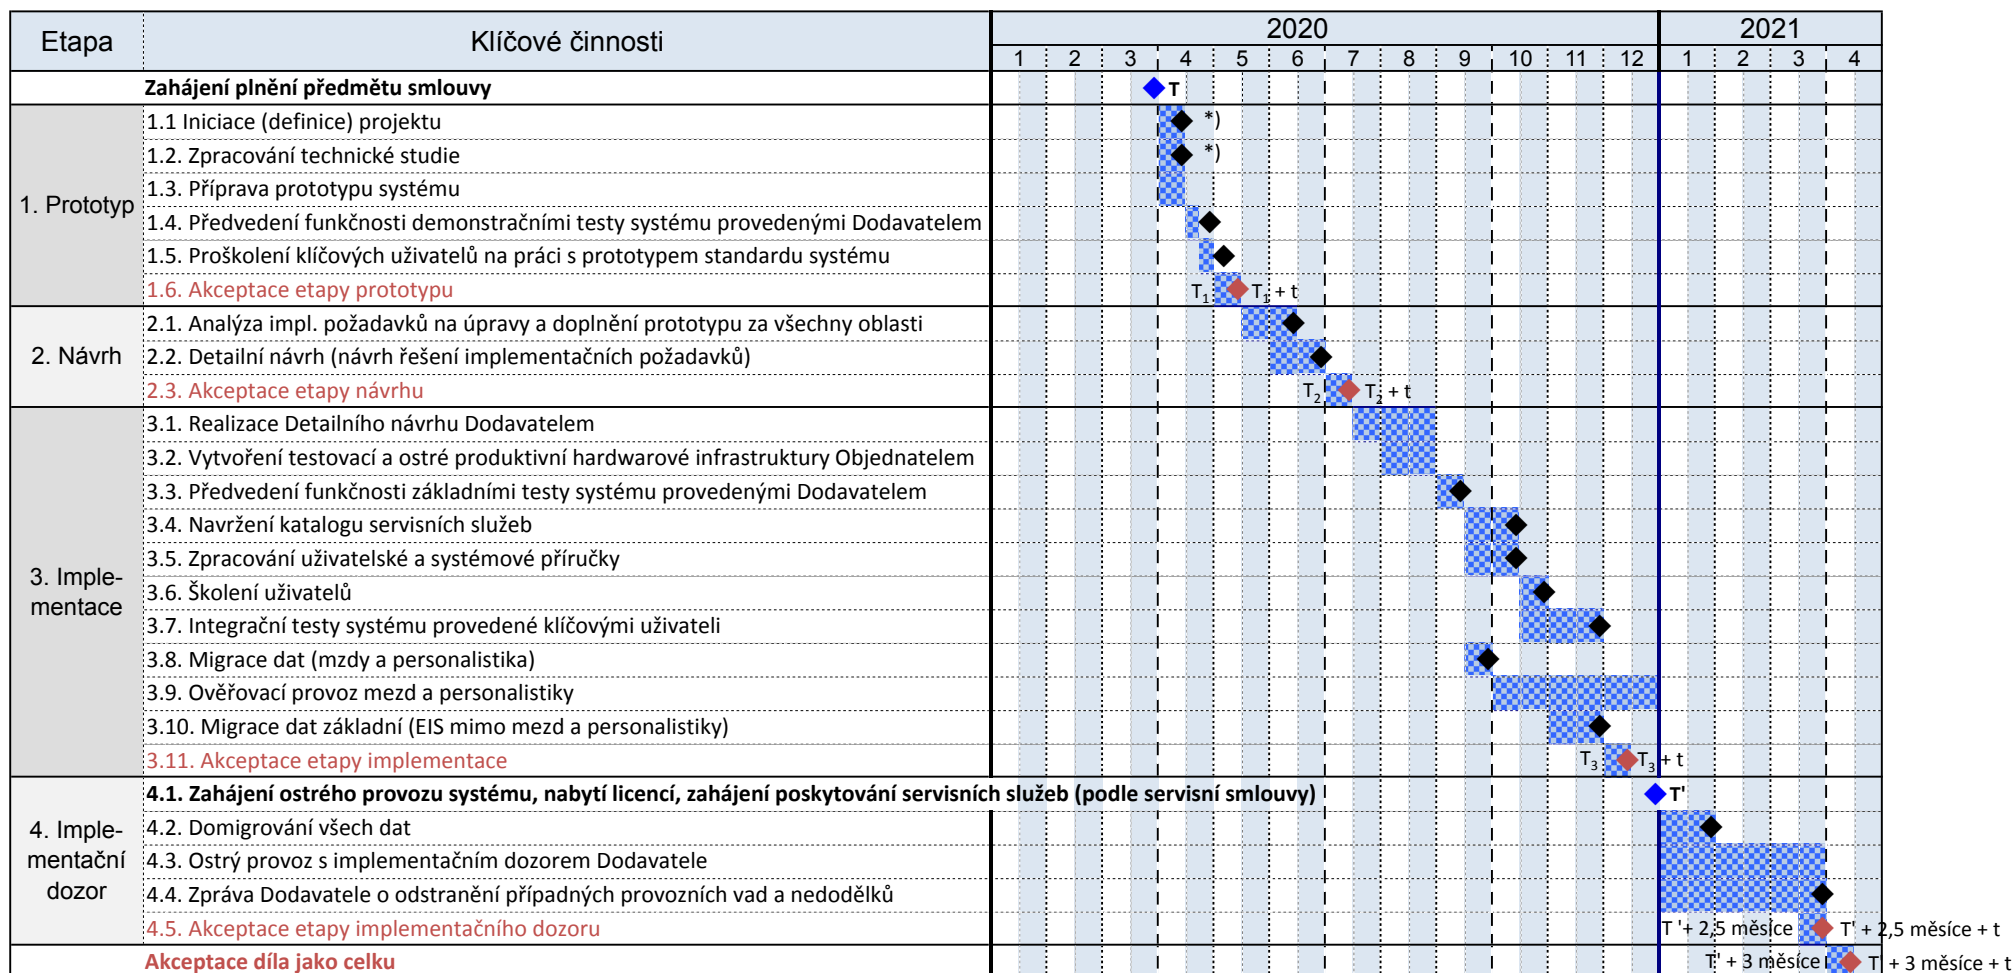 Etapa Klíčové činnosti 2020 2021
1 2 3 4 5 6 7 8 9 10 11 12 1 2 3 4
Zahájení plnění předmětu smlouvy T
1. Prototyp
1.1 Iniciace (definice) projektu *)
1.2. Zpracování technické studie *)
1.3. Příprava prototypu systému
1.4. Předvedení funkčnosti demonstračními testy systému provedenými Dodavatelem
1.5. Proškolení klíčových uživatelů na práci s prototypem standardu systému
1.6. Akceptace etapy prototypu T1 T1 + t
2. Návrh
2.1. Analýza impl. požadavků na úpravy a doplnění prototypu za všechny oblasti
2.2. Detailní návrh (návrh řešení implementačních požadavků)
2.3. Akceptace etapy návrhu T2 T2 + t
3. Imple-
mentace
3.1. Realizace Detailního návrhu Dodavatelem
3.2. Vytvoření testovací a ostré produktivní hardwarové infrastruktury Objednatelem
3.3. Předvedení funkčnosti základními testy systému provedenými Dodavatelem
3.4. Navržení katalogu servisních služeb
3.5. Zpracování uživatelské a systémové příručky
3.6. Školení uživatelů
3.7. Integrační testy systému provedené klíčovými uživateli
3.8. Migrace dat (mzdy a personalistika)
3.9. Ověřovací provoz mezd a personalistiky
3.10. Migrace dat základní (EIS mimo mezd a personalistiky)
3.11. Akceptace etapy implementace T3 T3 + t
4. Imple-
mentační
dozor
4.1. Zahájení ostrého provozu systému, nabytí licencí, zahájení poskytování servisních služeb (podle servisní smlouvy) T'
4.2. Domigrování všech dat
4.3. Ostrý provoz s implementačním dozorem Dodavatele
4.4. Zpráva Dodavatele o odstranění případných provozních vad a nedodělků
4.5. Akceptace etapy implementačního dozoru T '+ 2,5 měsíce T' + 2,5 měsíce + t
Akceptace díla jako celku T' + 3 měsíce T' + 3 měsíce + t